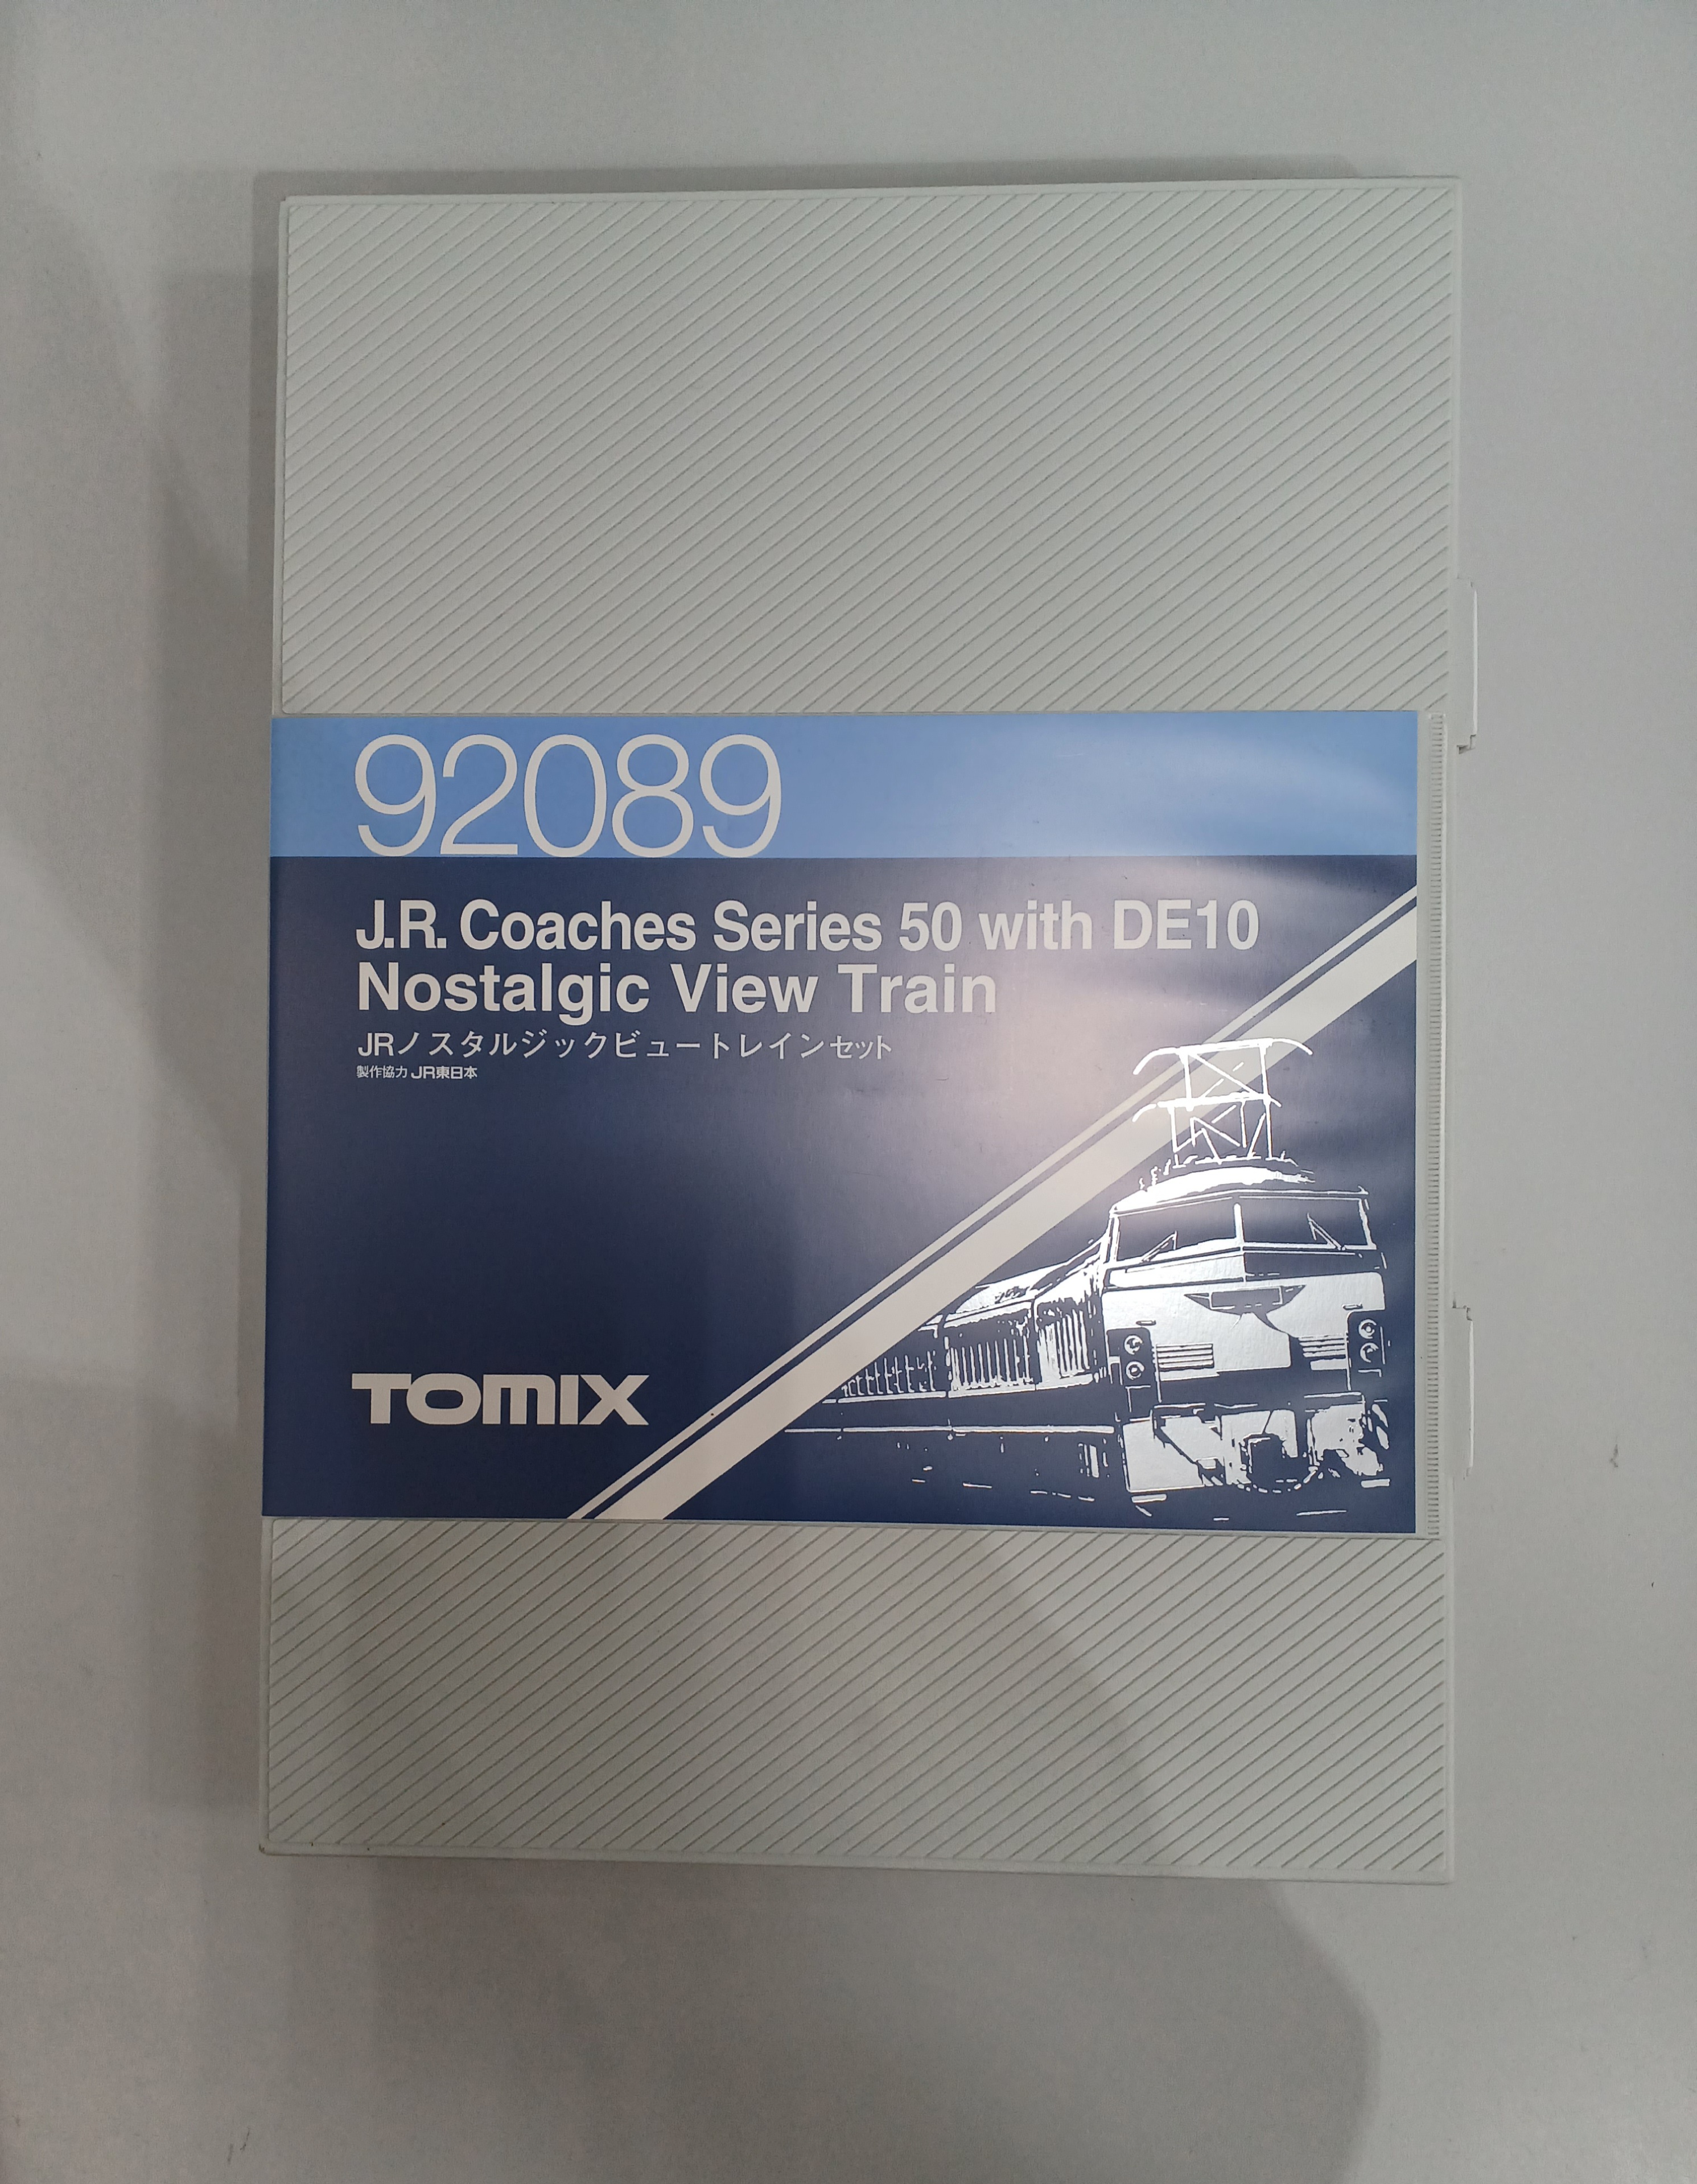 92089
J.R. Coaches Series 50 with DE10
Nostalgic View Train
JRノスタルジックビュートレインセット
製作協力 JR東日本
TOMIX